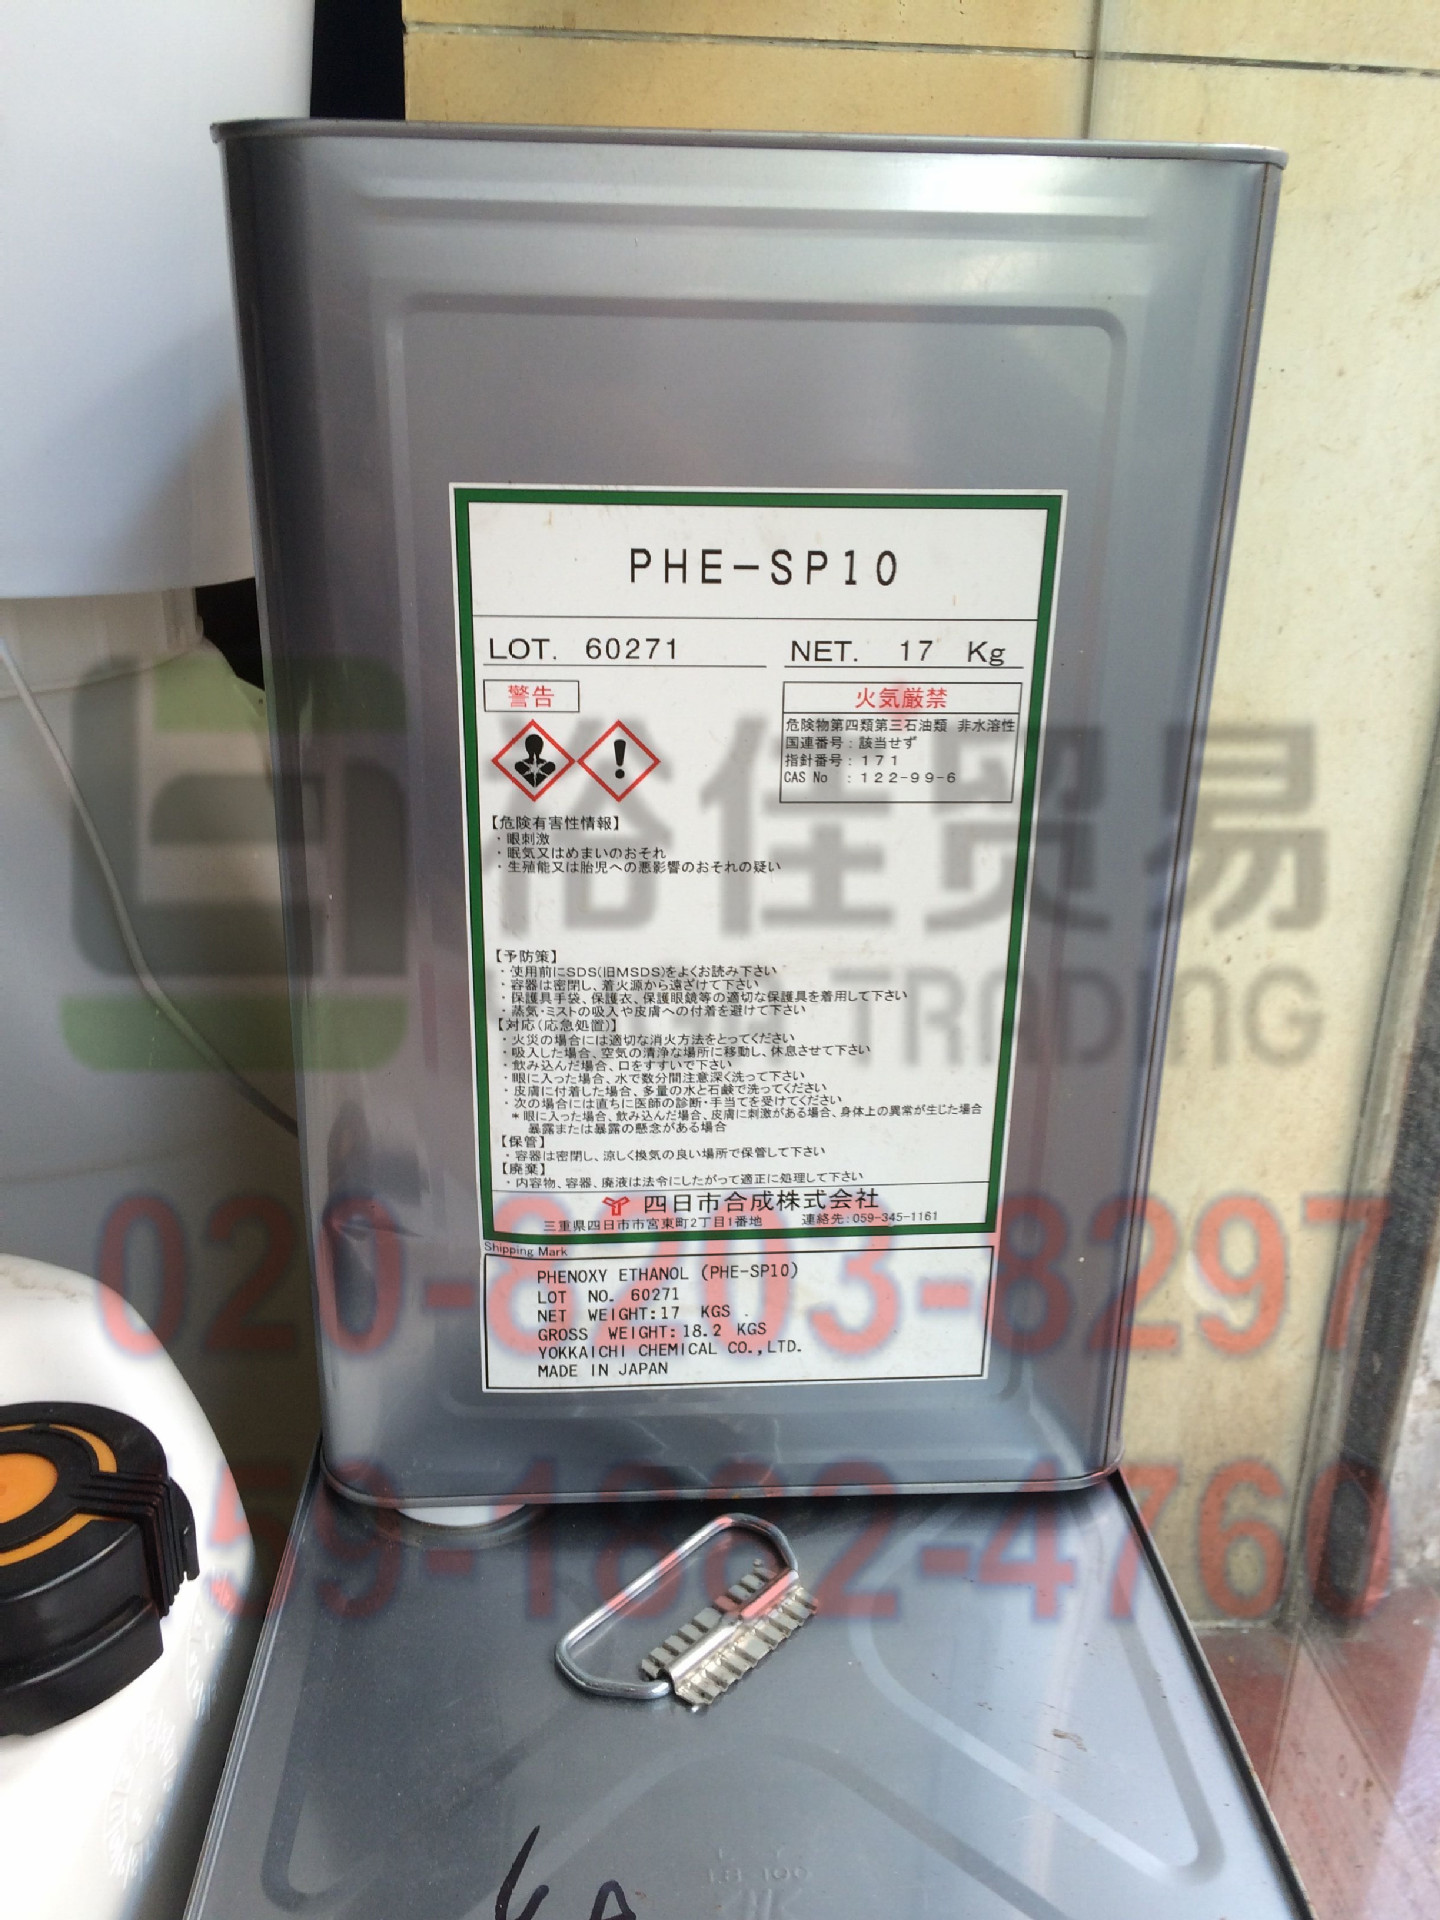 PHE-SP10
LOT. 60271
NET. 17 Kg
警告
火気厳禁
危険物第四類第三石油類 非水溶性
国連番号：該当せず
指針番号：171
CAS No ：122-99-6
【危険有害性情報】
・眼刺激
・眠気又はめまいのおそれ
・生殖能又は胎児への悪影響のおそれの疑い
【予防策】
・使用前にSDS(旧MSDS)をよくお読み下さい
・容器は密閉し、着火源から遠ざけて下さい
・保護具手袋、保護衣、保護眼鏡等の適切な保護具を着用して下さい
・蒸気・ミストの吸入や皮膚への付着を避けて下さい
【対応(応急処置)】
・火災の場合には適切な消火方法をとってください
・吸入した場合、空気の清浄な場所に移動し、休息させて下さい
・飲み込んだ場合、口をすすいで下さい
・眼に入った場合、水で数分間注意深く洗って下さい
・皮膚に付着した場合、多量の水と石鹸で洗ってください
・次の場合には直ちに医師の診断・手当てを受けてください
＊眼に入った場合、飲み込んだ場合、皮膚に刺激がある場合、身体上の異常が生じた場合
暴露または暴露の懸念がある場合
【保管】
・容器は密閉し、涼しく換気の良い場所で保管して下さい
【廃棄】
・内容物、容器、廃液は法令にしたがって適正に処理して下さい
四日市合成株式会社
三重県四日市市宮東町2丁目1番地 連絡先:059-345-1161
Shipping Mark
PHENOXY ETHANOL (PHE-SP10)
LOT NO. 60271
NET WEIGHT:17 KGS
GROSS WEIGHT:18.2 KGS
YOKKAICHI CHEMICAL CO.,LTD.
MADE IN JAPAN
裕佳贸易
TRADING
020-8203-8297
59-1882-4760